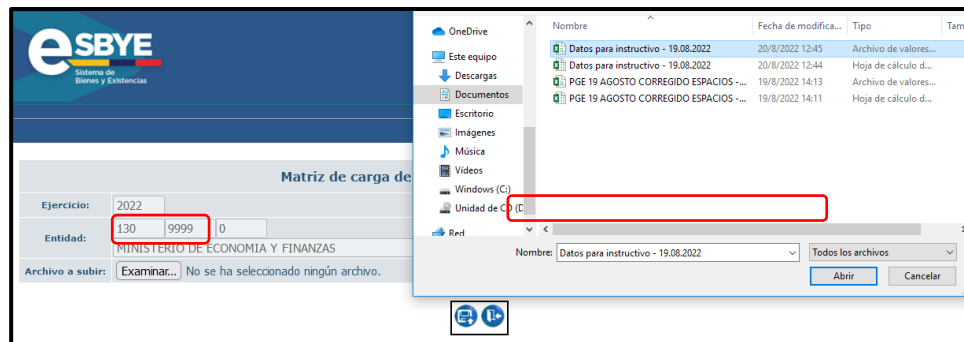 eSBYE
Sistema de
Bienes y Existencias
Matriz de carga de
Ejercicio: 2022
Entidad: 130 9999 0
MINISTERIO DE ECONOMIA Y FINANZAS
Archivo a subir: Examinar... No se ha seleccionado ningún archivo.
OneDrive
Este equipo
Descargas
Documentos
Escritorio
Imágenes
Música
Vídeos
Windows (C:)
Unidad de CD (D
Red
Nombre Fecha de modifica... Tipo Tam
Datos para instructivo - 19.08.2022 20/8/2022 12:45 Archivo de valores...
Datos para instructivo - 19.08.2022 20/8/2022 12:44 Hoja de cálculo d...
PGE 19 AGOSTO CORREGIDO ESPACIOS -... 19/8/2022 14:13 Archivo de valores...
PGE 19 AGOSTO CORREGIDO ESPACIOS -... 19/8/2022 14:11 Hoja de cálculo d...
Nombre: Datos para instructivo - 19.08.2022 Todos los archivos
Abrir Cancelar